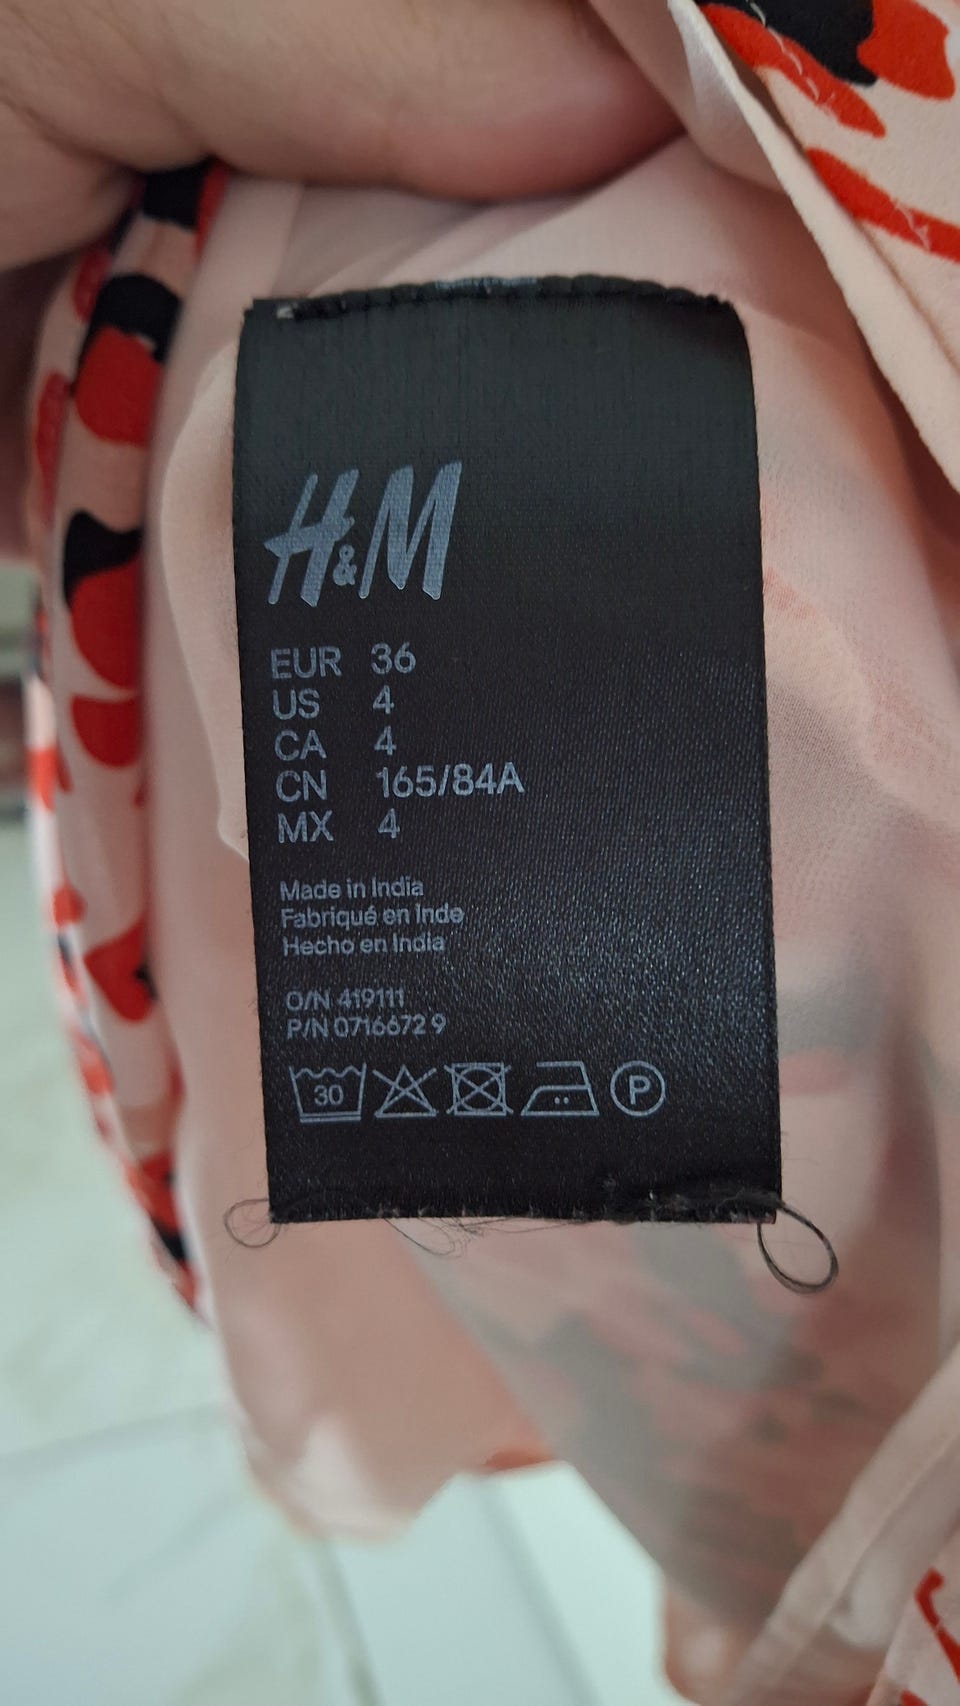 H&M
EUR 36
US 4
CA 4
CN 165/84A
MX 4
Made in India
Fabriqué en Inde
Hecho en India
O/N 419111
P/N 0716672 9
30 P